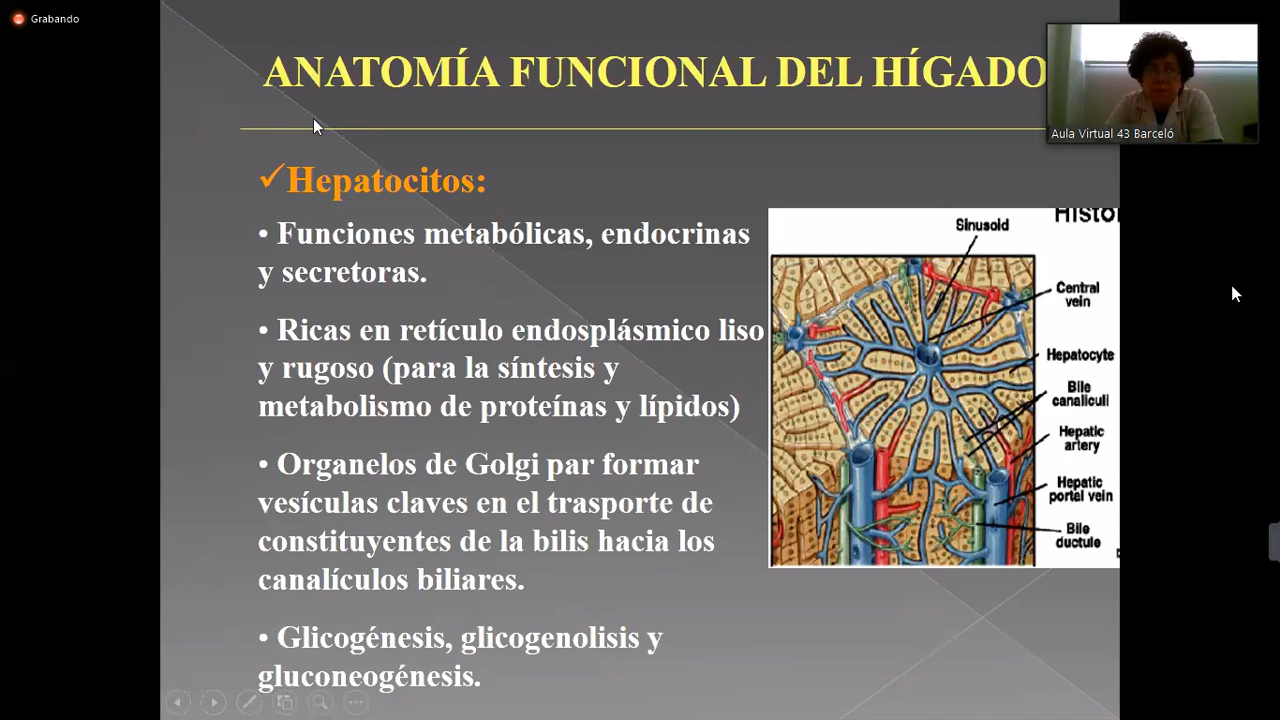 Grabando
ANATOMÍA FUNCIONAL DEL HÍGADO
Aula Virtual 43 Barceló
✓Hepatocitos:
• Funciones metabólicas, endocrinas
y secretoras.
• Ricas en retículo endosplásmico liso
y rugoso (para la síntesis y
metabolismo de proteínas y lípidos)
• Organelos de Golgi par formar
vesículas claves en el trasporte de
constituyentes de la bilis hacia los
canalículos biliares.
• Glicogénesis, glicogenolisis y
gluconeogénesis.
Histo
Sinusoid
Central
vein
Hepatocyte
Bile
canaliculi
Hepatic
artery
Hepatic
portal vein
Bile
ductule